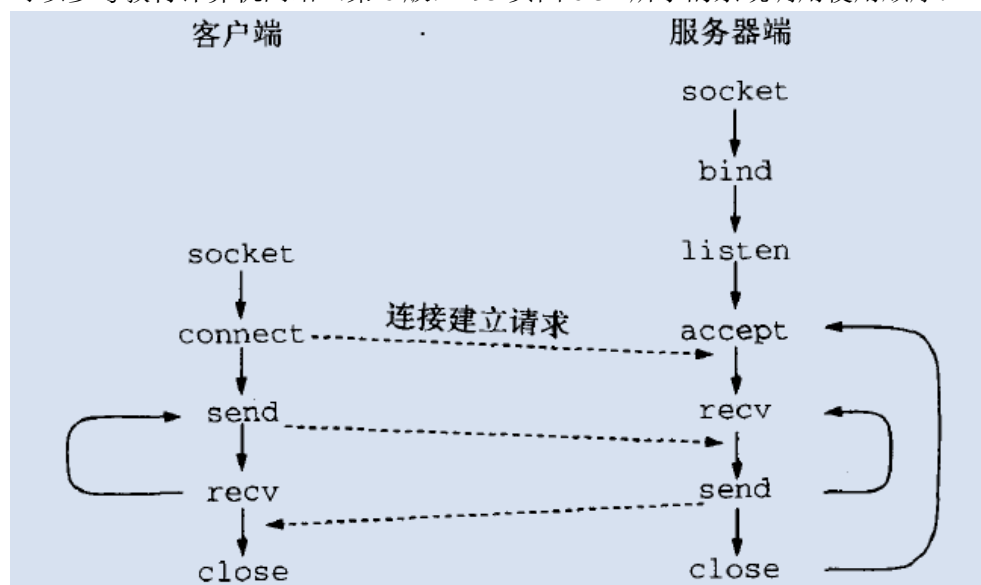 客户端
服务器端
socket
bind
socket
listen
connect
连接建立请求
accept
send
recv
recv
send
close
close